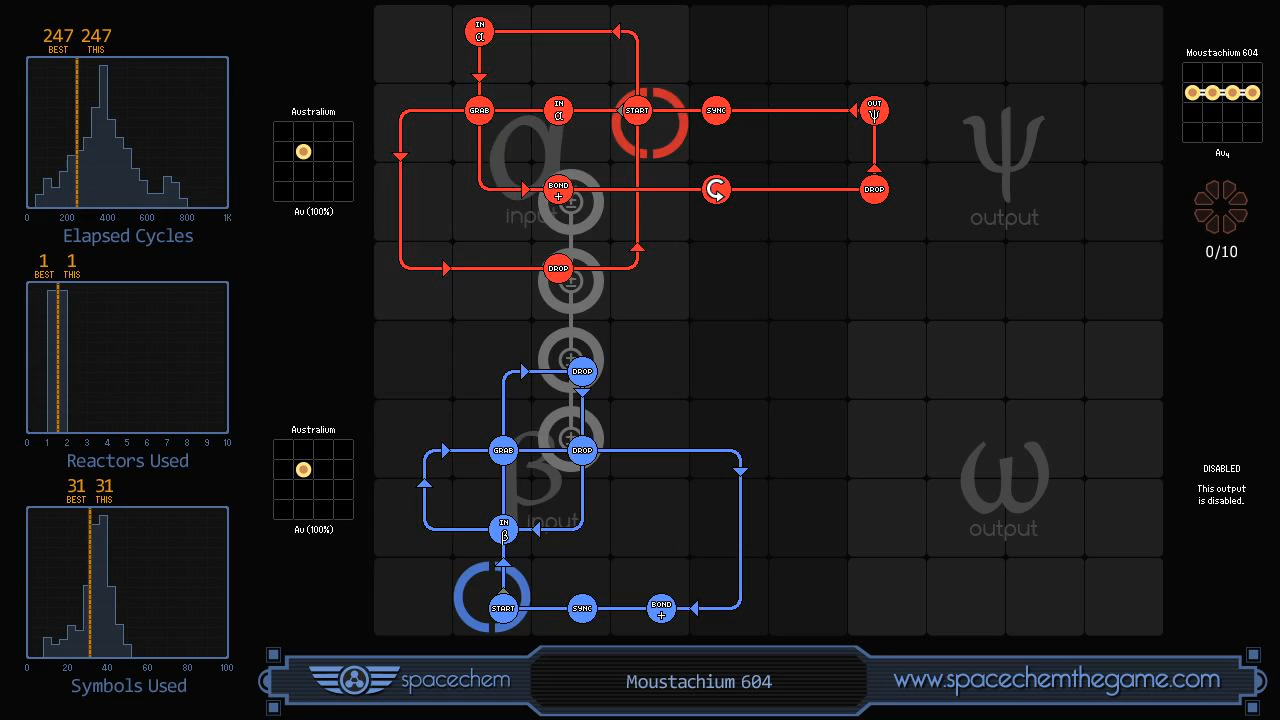 247 247
BEST THIS
0 200 400 600 800 1K
Elapsed Cycles
1 1
BEST THIS
0 1 2 3 4 5 6 7 8 9 10
Reactors Used
31 31
BEST THIS
0 20 40 60 80 100
Symbols Used
Australium
Au (100%)
Australium
Au (100%)
IN α
GRAB
IN α
START
SYNC
OUT Ψ
BOND +
DROP
DROP
α
input
ψ
output
DROP
GRAB
DROP
IN β
START
SYNC
BOND +
β
input
ω
output
Moustachium 604
Au₄
0/10
DISABLED
This output
is disabled.
spacechem
Moustachium 604
www.spacechemthegame.com